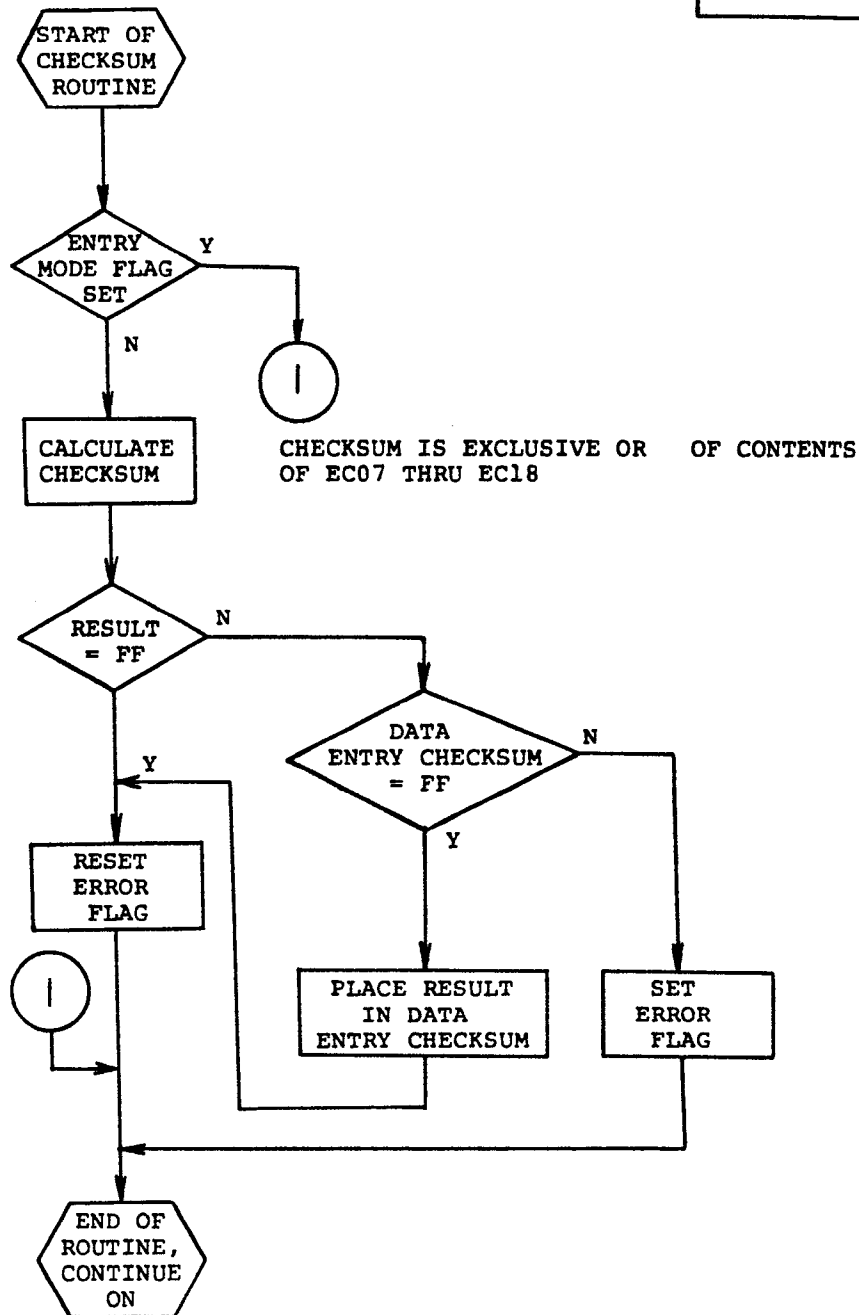 START OF
CHECKSUM
ROUTINE
ENTRY
MODE FLAG
SET
Y
N
I
CALCULATE
CHECKSUM
CHECKSUM IS EXCLUSIVE OR OF CONTENTS
OF EC07 THRU EC18
RESULT
= FF
N
DATA
ENTRY CHECKSUM
= FF
N
Y
Y
RESET
ERROR
FLAG
I
PLACE RESULT
IN DATA
ENTRY CHECKSUM
SET
ERROR
FLAG
END OF
ROUTINE,
CONTINUE
ON